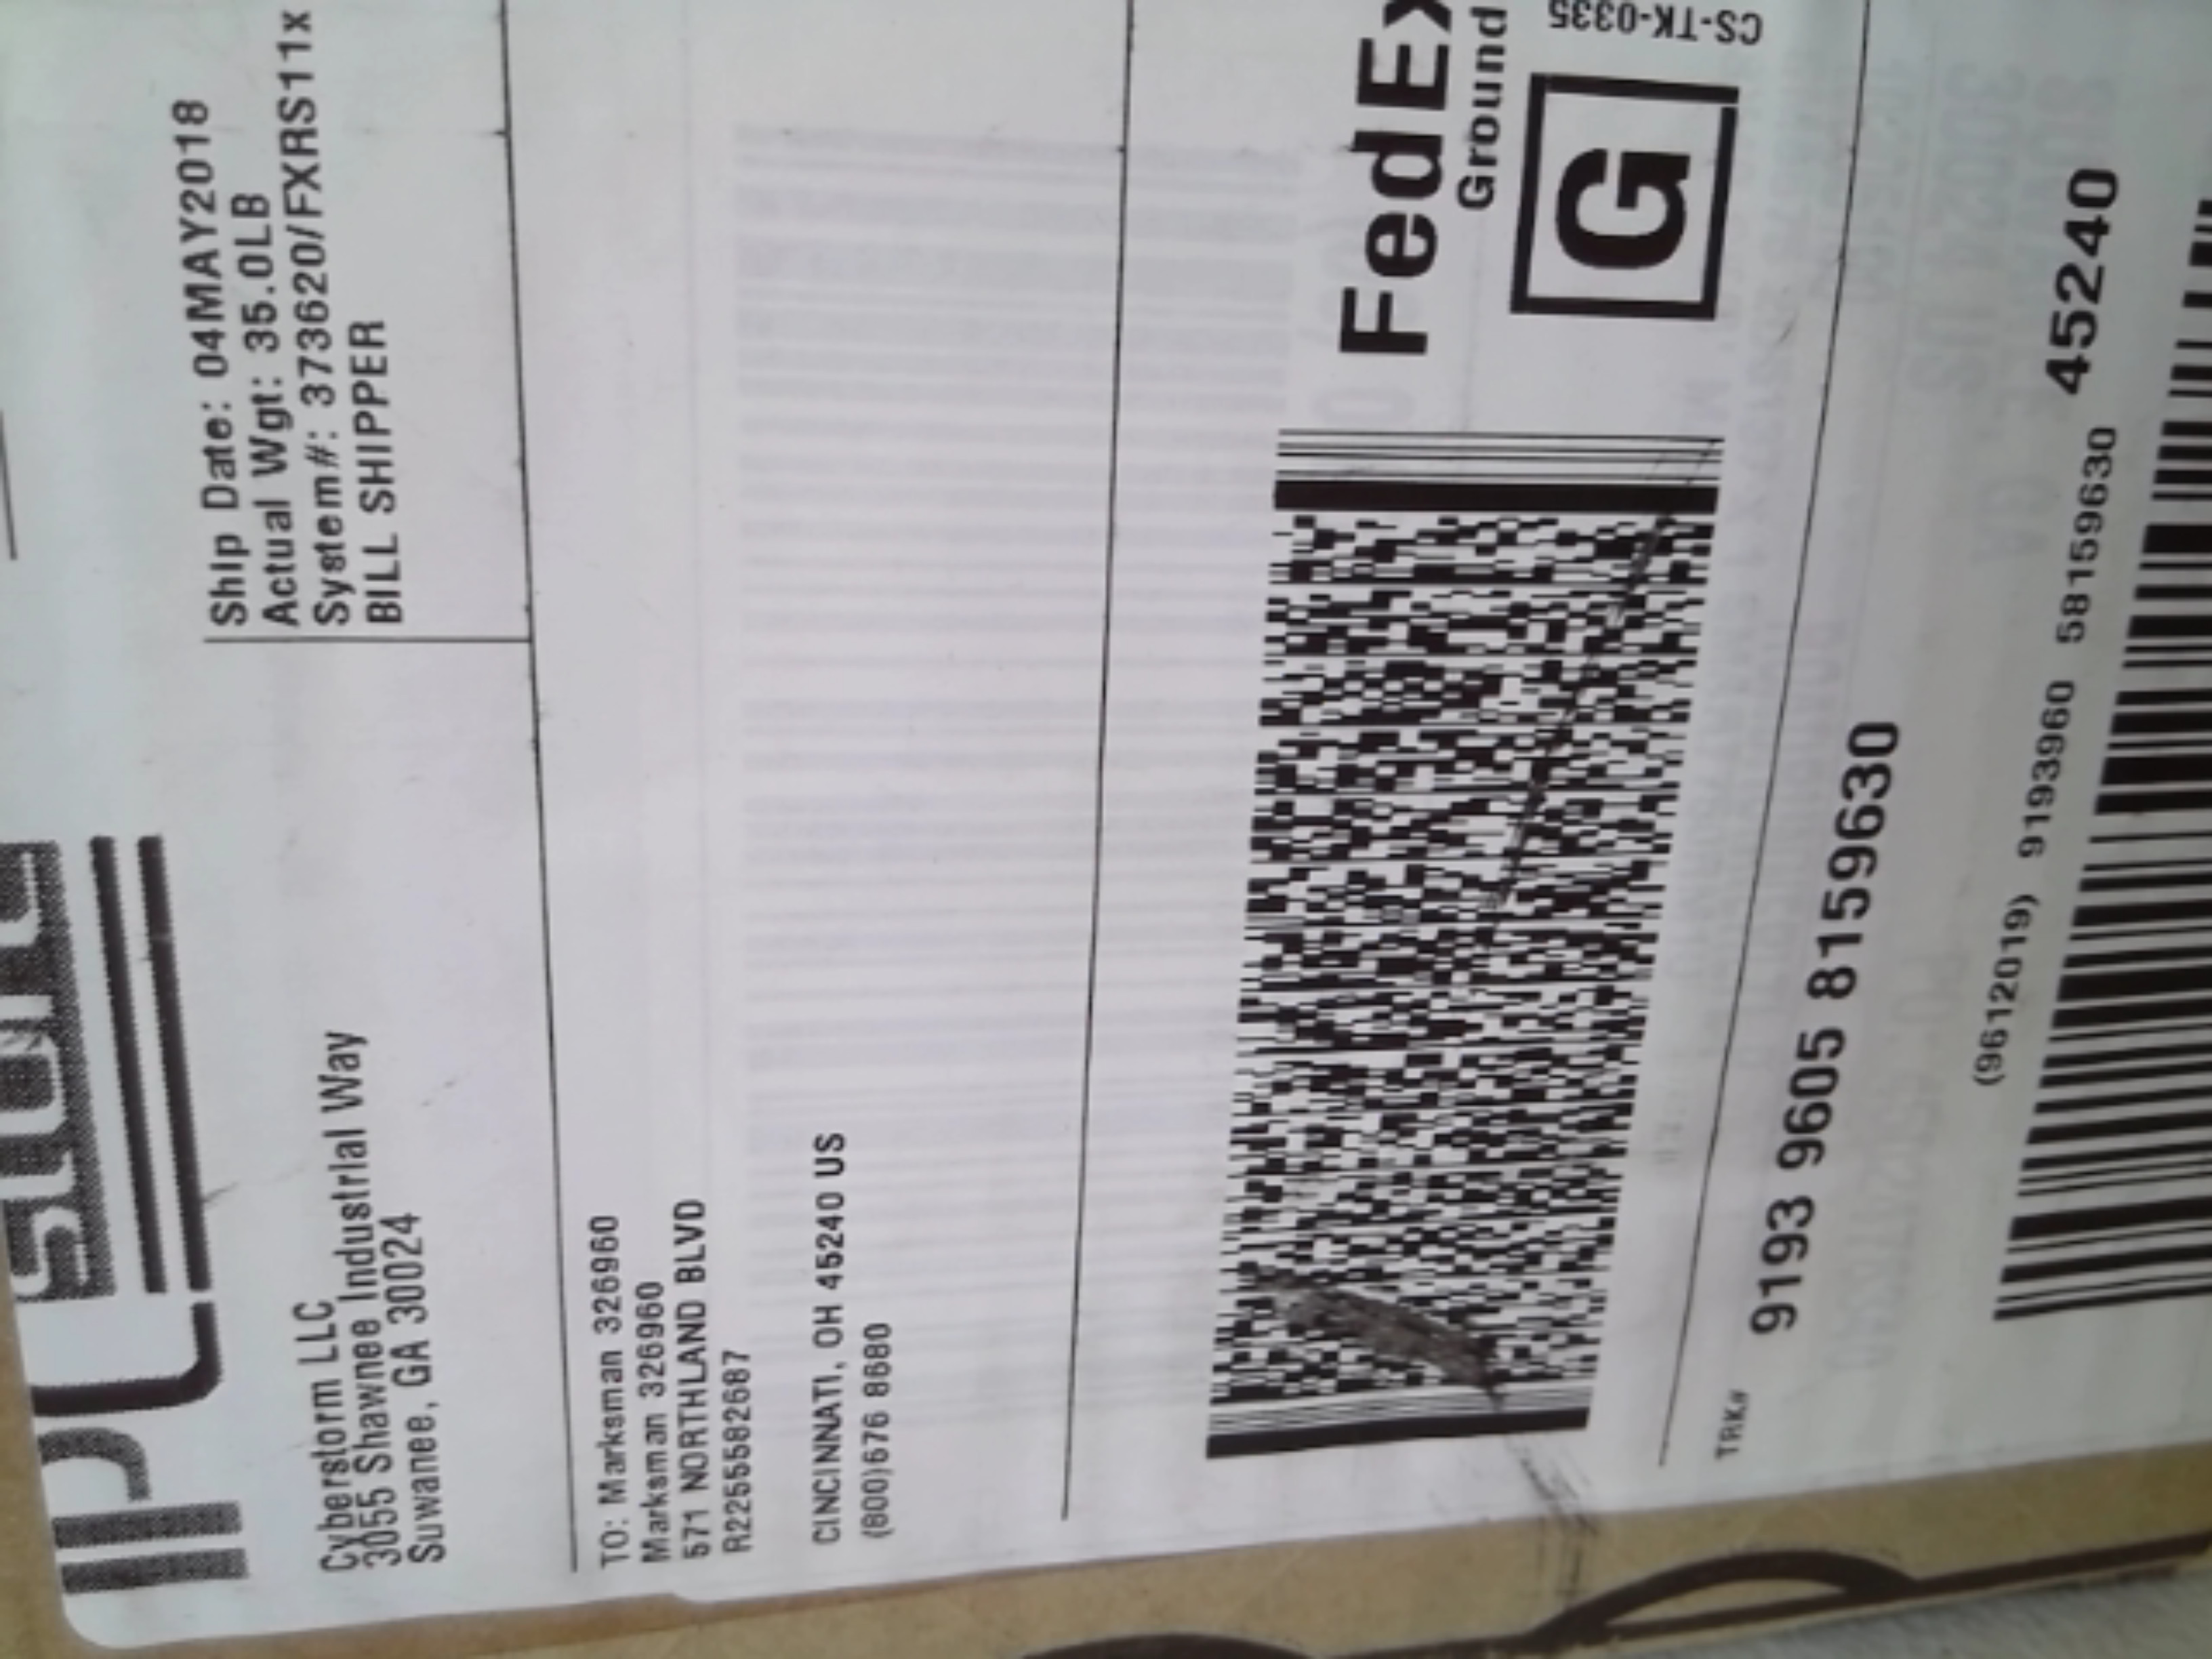 Ship Date: 04MAY2018
Actual Wgt: 35.0LB
System#: 3736620/FXRS11x
BILL SHIPPER
Cyberstorm LLC
3055 Shawnee Industrial Way
Suwanee, GA 30024
TO: Marksman 326960
Marksman 326960
571 NORTHLAND BLVD
R2255582687
CINCINNATI, OH 45240 US
(800)676 8680
FedEx
Ground
G
CS-TK-0335
TRK#
9193 9605 8159630
(9612019) 9193960 58159630 45240